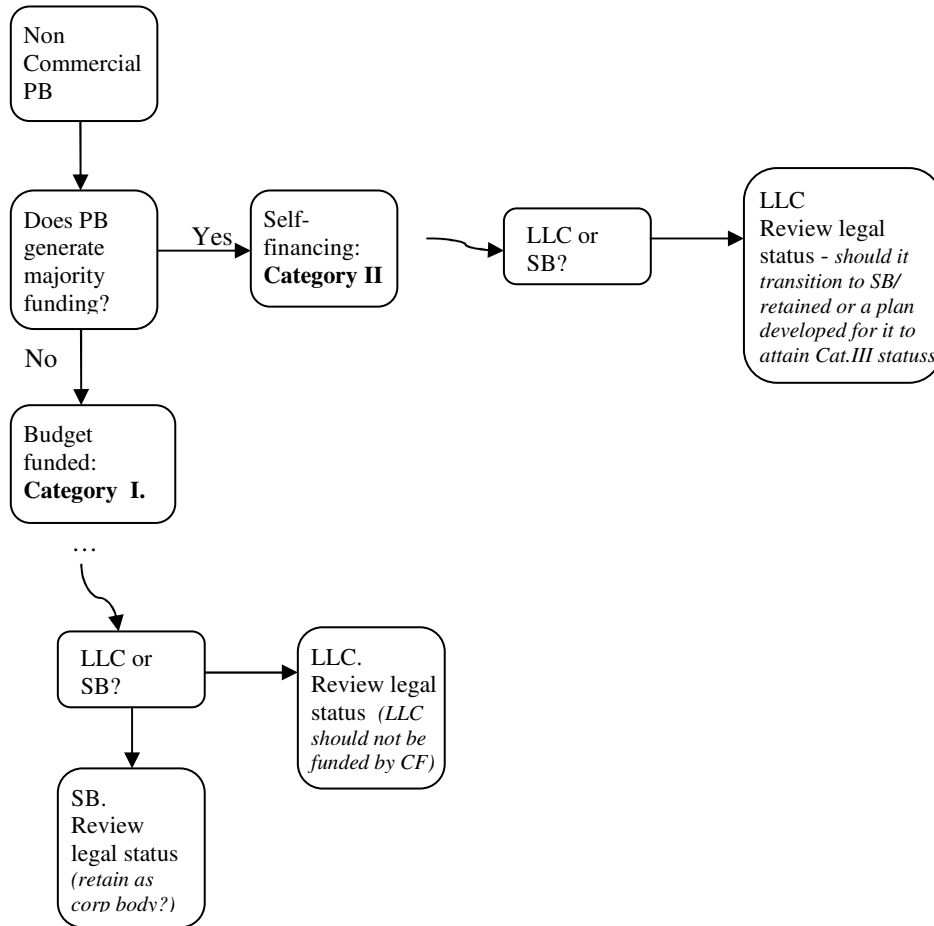 Non
Commercial
PB
Does PB
generate
majority
funding?
Yes
Self-
financing:
Category II
LLC or
SB?
LLC
Review legal
status - should it
transition to SB/
retained or a plan
developed for it to
attain Cat.III statuss
No
Budget
funded:
Category I.
...
LLC or
SB?
LLC.
Review legal
status (LLC
should not be
funded by CF)
SB.
Review
legal status
(retain as
corp body?)